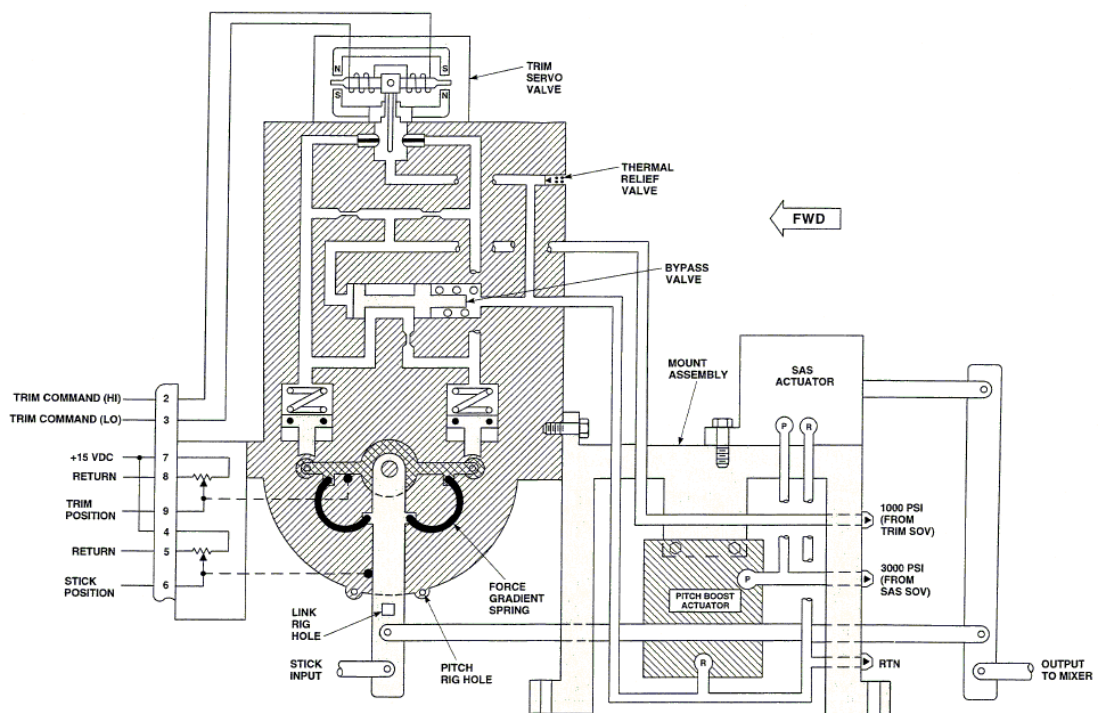 N
S
S
N
TRIM
SERVO
VALVE
THERMAL
RELIEF
VALVE
FWD
BYPASS
VALVE
MOUNT
ASSEMBLY
SAS
ACTUATOR
TRIM COMMAND (HI)
2
TRIM COMMAND (LO)
3
P
R
+15 VDC
7
RETURN
8
TRIM
POSITION
9
4
RETURN
5
STICK
POSITION
6
1000 PSI
(FROM
TRIM SOV)
3000 PSI
(FROM
SAS SOV)
P
PITCH BOOST
ACTUATOR
FORCE
GRADIENT
SPRING
LINK
RIG
HOLE
PITCH
RIG HOLE
STICK
INPUT
R
RTN
OUTPUT
TO MIXER